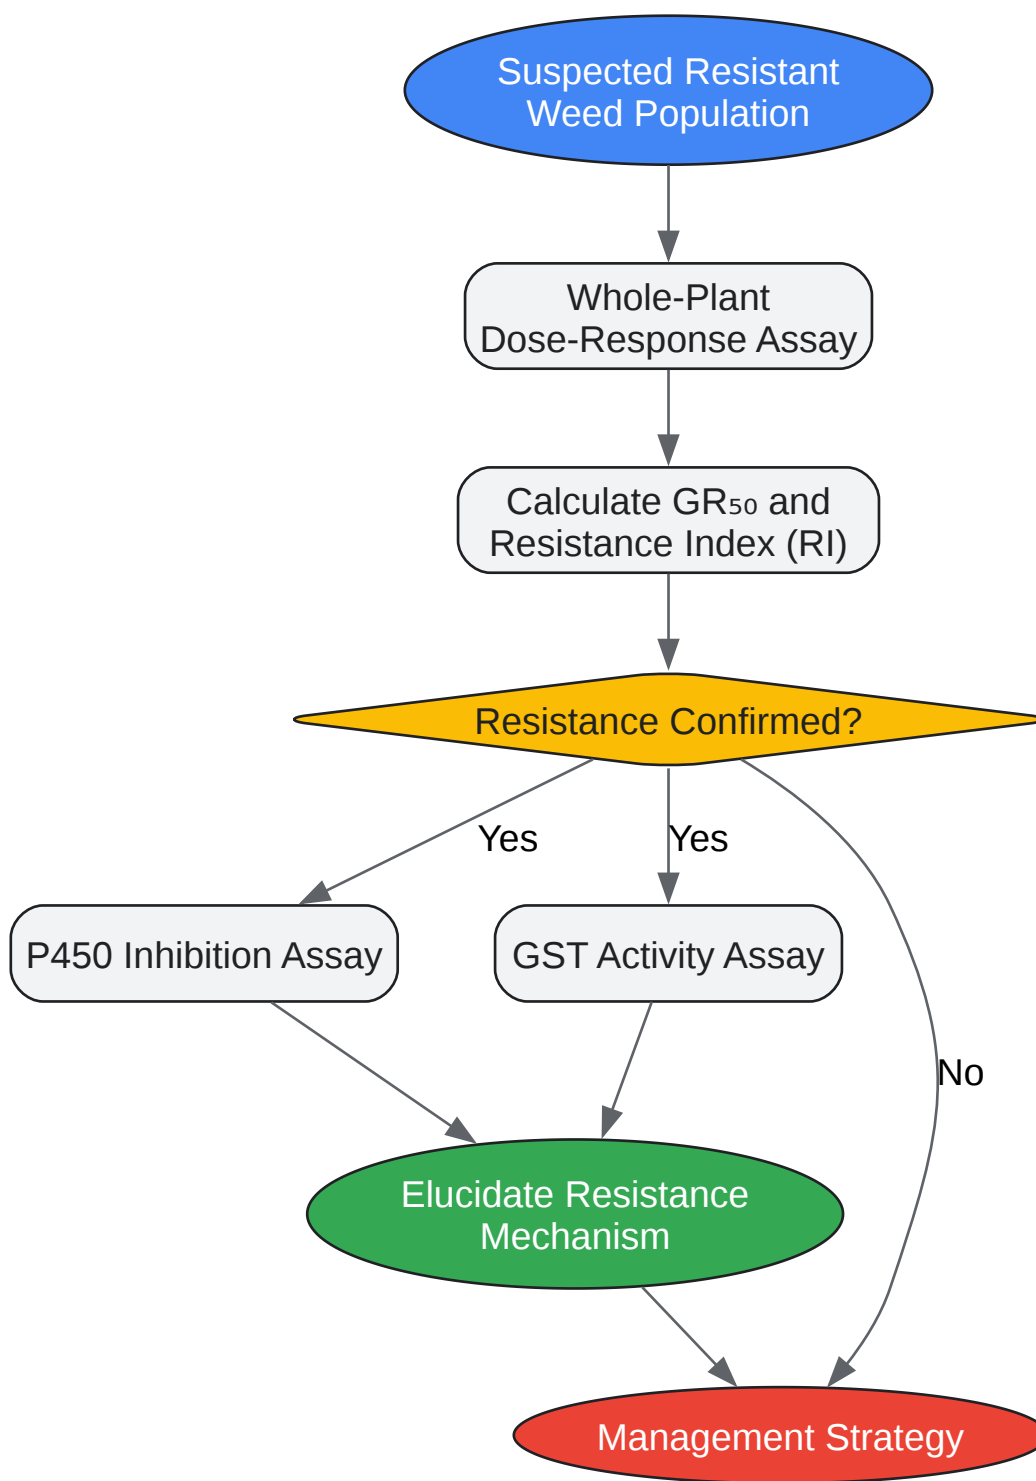 Suspected Resistant
Weed Population
Whole-Plant
Dose-Response Assay
Calculate GR₅₀ and
Resistance Index (RI)
Resistance Confirmed?
Yes
Yes
P450 Inhibition Assay
GST Activity Assay
No
Elucidate Resistance
Mechanism
Management Strategy